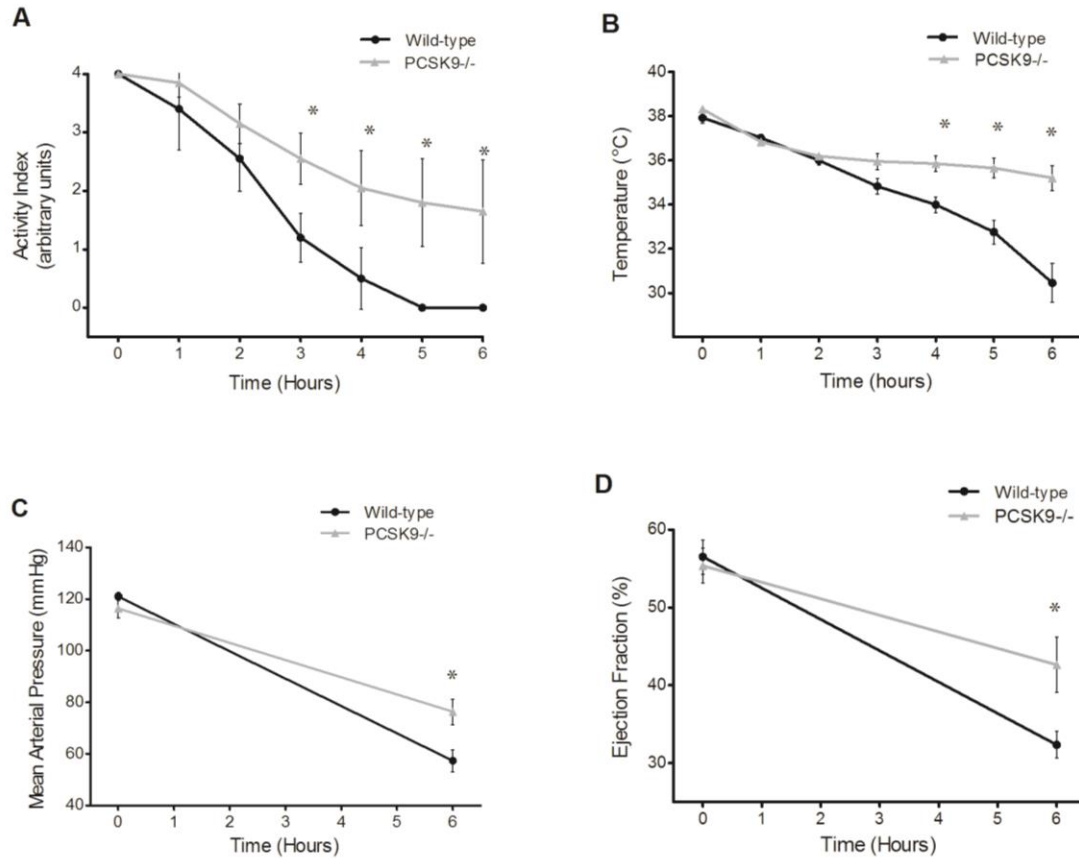 A
Wild-type
PCSK9-/-
4
3
2
1
0
Activity Index
(arbitrary units)
* * * *
0 1 2 3 4 5 6
Time (Hours)
B
Wild-type
PCSK9-/-
40
38
36
34
32
30
Temperature (°C)
* * *
0 1 2 3 4 5 6
Time (hours)
C
Wild-type
PCSK9-/-
140
120
100
80
60
40
Mean Arterial Pressure (mmHg)
*
0 1 2 3 4 5 6
Time (Hours)
D
Wild-type
PCSK9-/-
60
50
40
30
Ejection Fraction (%)
*
0 1 2 3 4 5 6
Time (Hours)